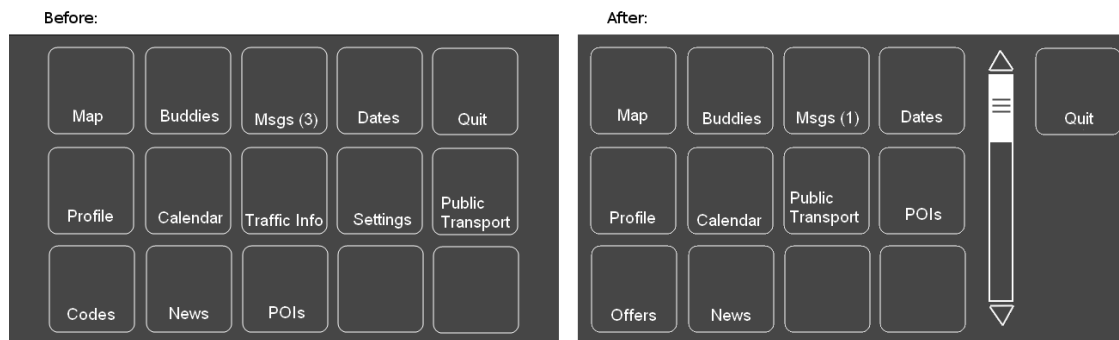 Before:
Map
Buddies
Msgs (3)
Dates
Quit
Profile
Calendar
Traffic Info
Settings
Public
Transport
Codes
News
POIs
After:
Map
Buddies
Msgs (1)
Dates
Quit
Profile
Calendar
Public
Transport
POIs
Offers
News